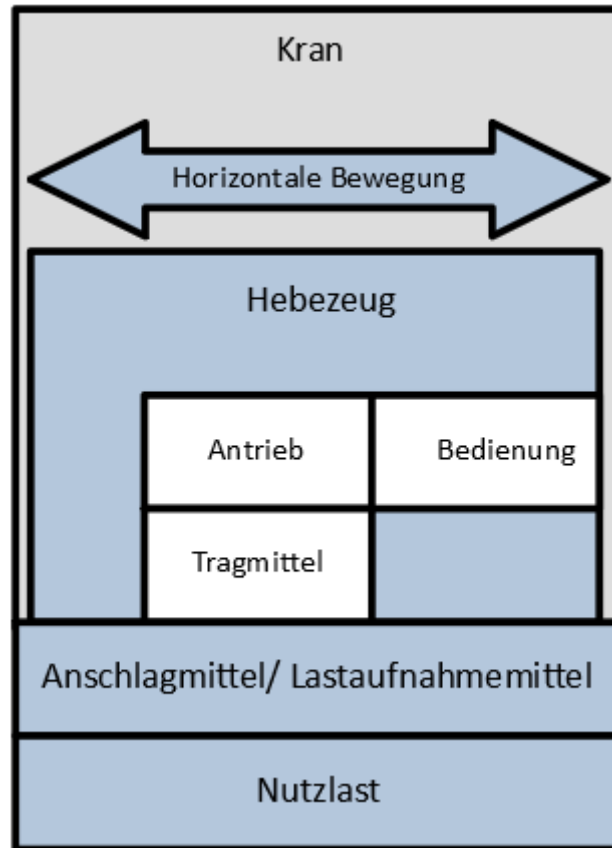 Kran
Horizontale Bewegung
Hebezeug
Antrieb
Bedienung
Tragmittel
Anschlagmittel/ Lastaufnahmemittel
Nutzlast